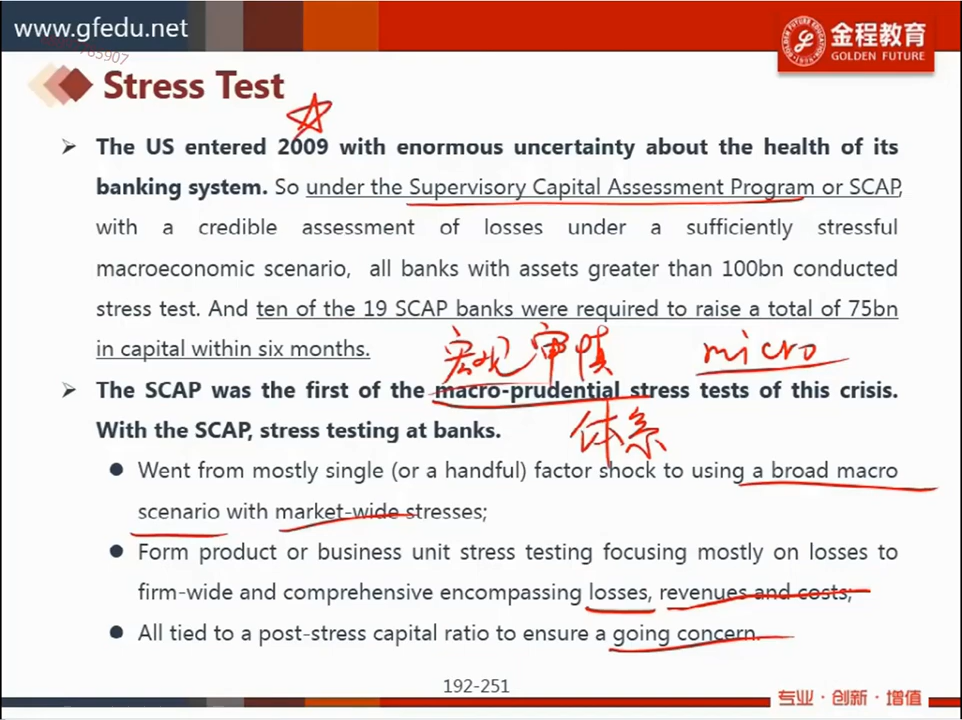 www.gfedu.net
金程教育
GOLDEN FUTURE
765907
Stress Test
The US entered 2009 with enormous uncertainty about the health of its
banking system. So under the Supervisory Capital Assessment Program or SCAP,
with a credible assessment of losses under a sufficiently stressful
macroeconomic scenario, all banks with assets greater than 100bn conducted
stress test. And ten of the 19 SCAP banks were required to raise a total of 75bn
in capital within six months.
宏观审慎
micro
The SCAP was the first of the macro-prudential stress tests of this crisis.
With the SCAP, stress testing at banks.
体系
Went from mostly single (or a handful) factor shock to using a broad macro
scenario with market-wide stresses;
Form product or business unit stress testing focusing mostly on losses to
firm-wide and comprehensive encompassing losses, revenues and costs;
All tied to a post-stress capital ratio to ensure a going concern.
192-251
专业·创新·增值